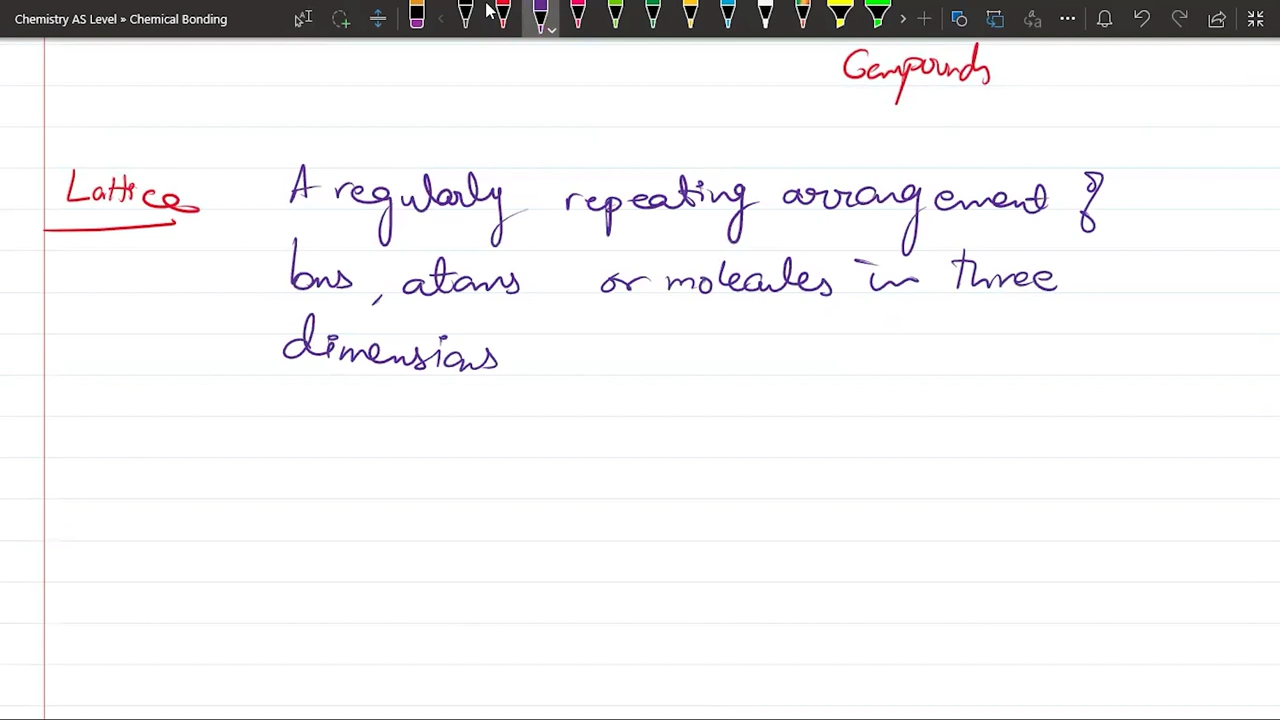 Chemistry AS Level » Chemical Bonding
Compounds
Lattice
A regularly repeating arrangement of
Ions, atoms or molecules in three
dimensions